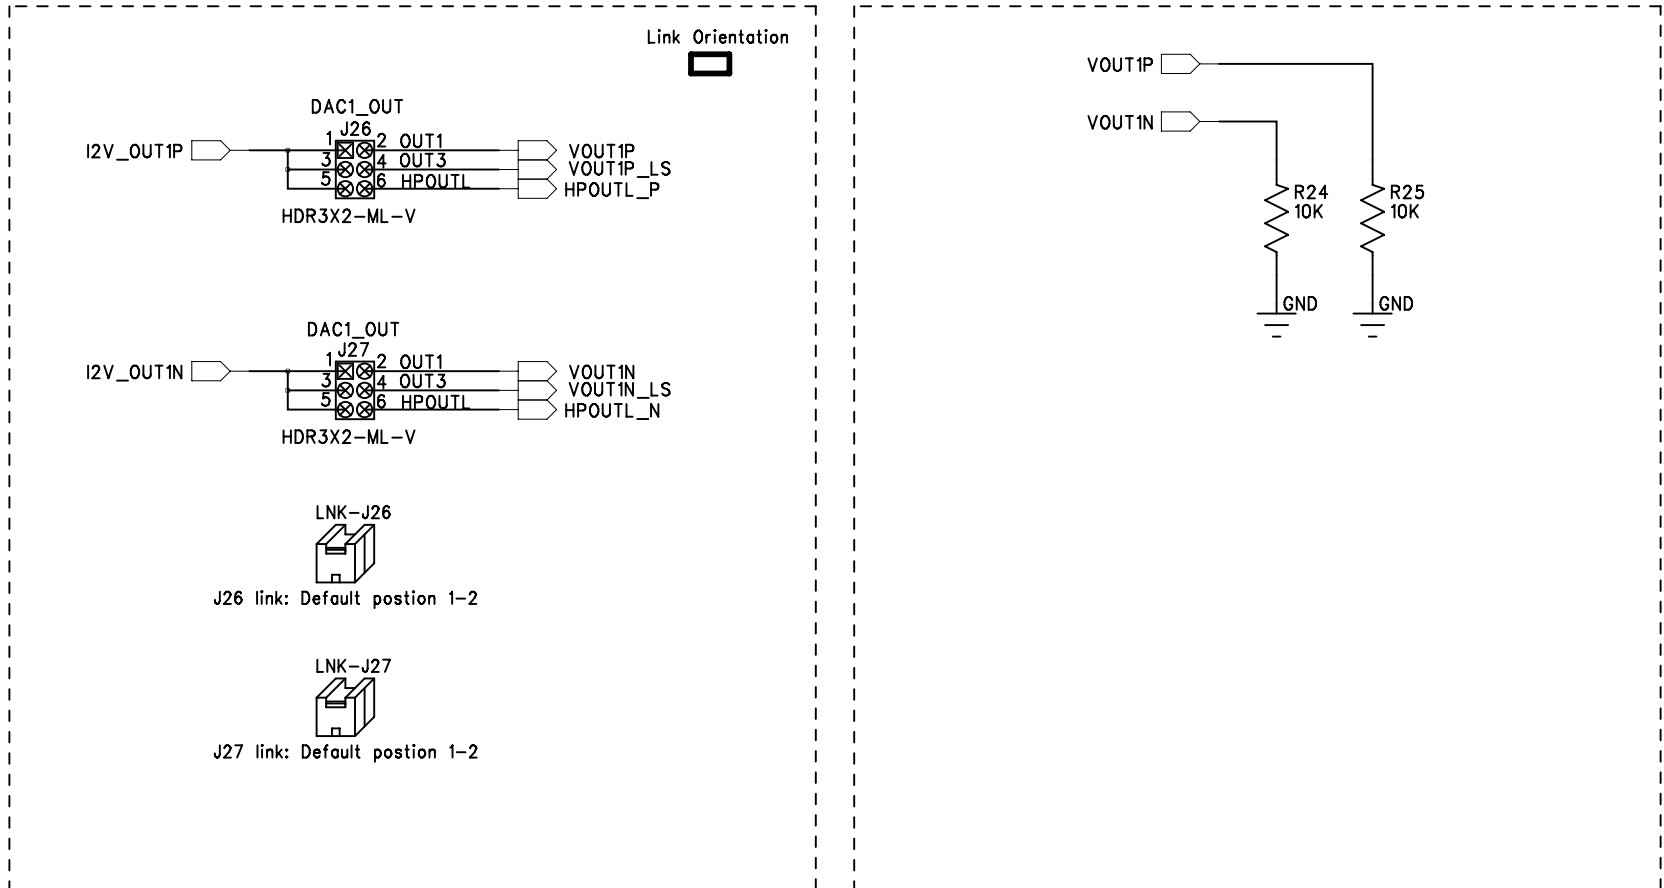 Link Orientation
DAC1_OUT
J26
I2V_OUT1P
1
2 OUT1
VOUT1P
3
4 OUT3
VOUT1P_LS
5
6 HPOUTL
HPOUTL_P
HDR3X2-ML-V
DAC1_OUT
J27
I2V_OUT1N
1
2 OUT1
VOUT1N
3
4 OUT3
VOUT1N_LS
5
6 HPOUTL
HPOUTL_N
HDR3X2-ML-V
LNK-J26
J26 link: Default postion 1-2
LNK-J27
J27 link: Default postion 1-2
VOUT1P
VOUT1N
R24
10K
R25
10K
GND
GND